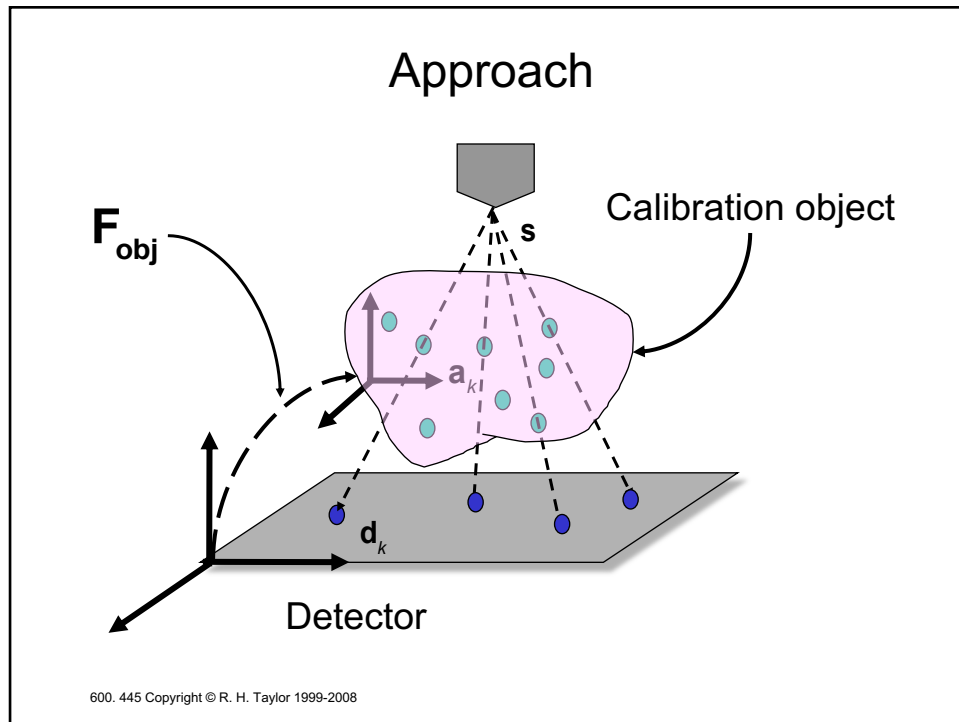 Approach
F obj
s
Calibration object
a k
d k
Detector
600. 445 Copyright © R. H. Taylor 1999-2008